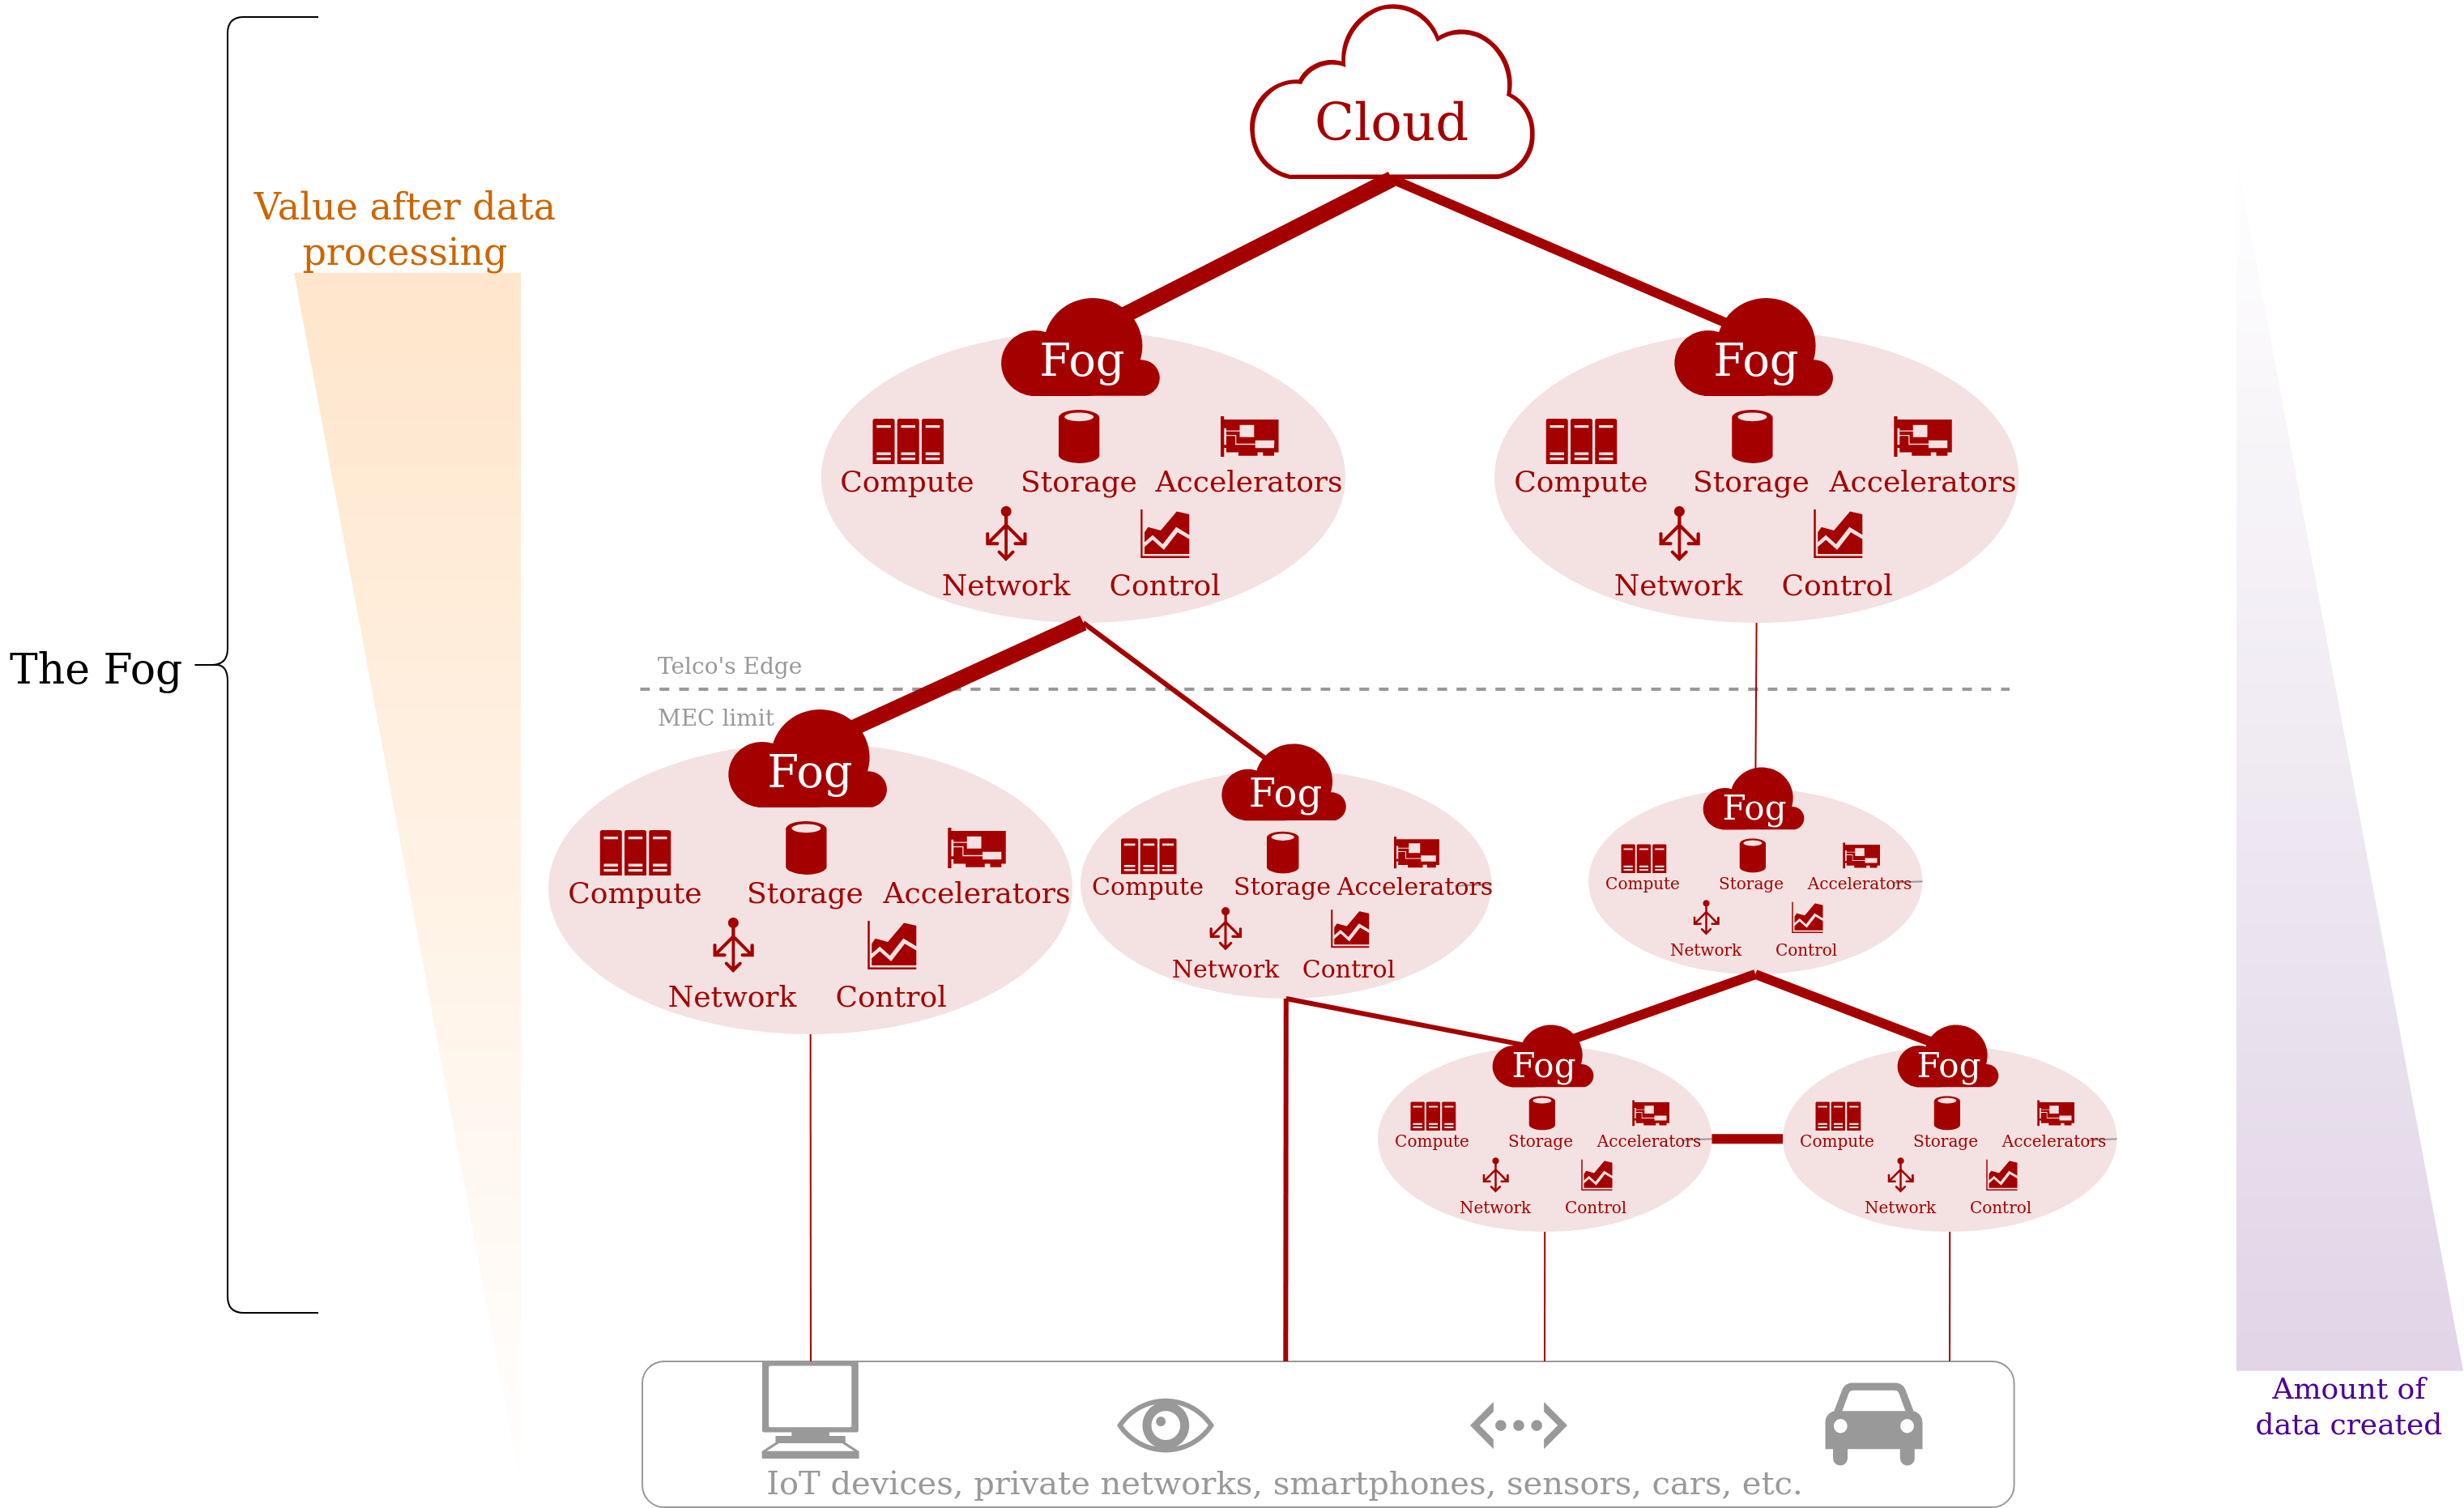 Cloud
Value after data
processing
Fog
Fog
Compute
Storage
Accelerators
Compute
Storage
Accelerators
Network
Control
Network
Control
The Fog
Telco's Edge
MEC limit
Fog
Fog
Fog
Compute
Storage
Accelerators
Compute
Storage
Accelerators
Compute
Storage
Accelerators
Network
Control
Network
Control
Network
Control
Fog
Fog
Compute
Storage
Accelerators
Compute
Storage
Accelerators
Network
Control
Network
Control
Amount of
data created
IoT devices, private networks, smartphones, sensors, cars, etc.